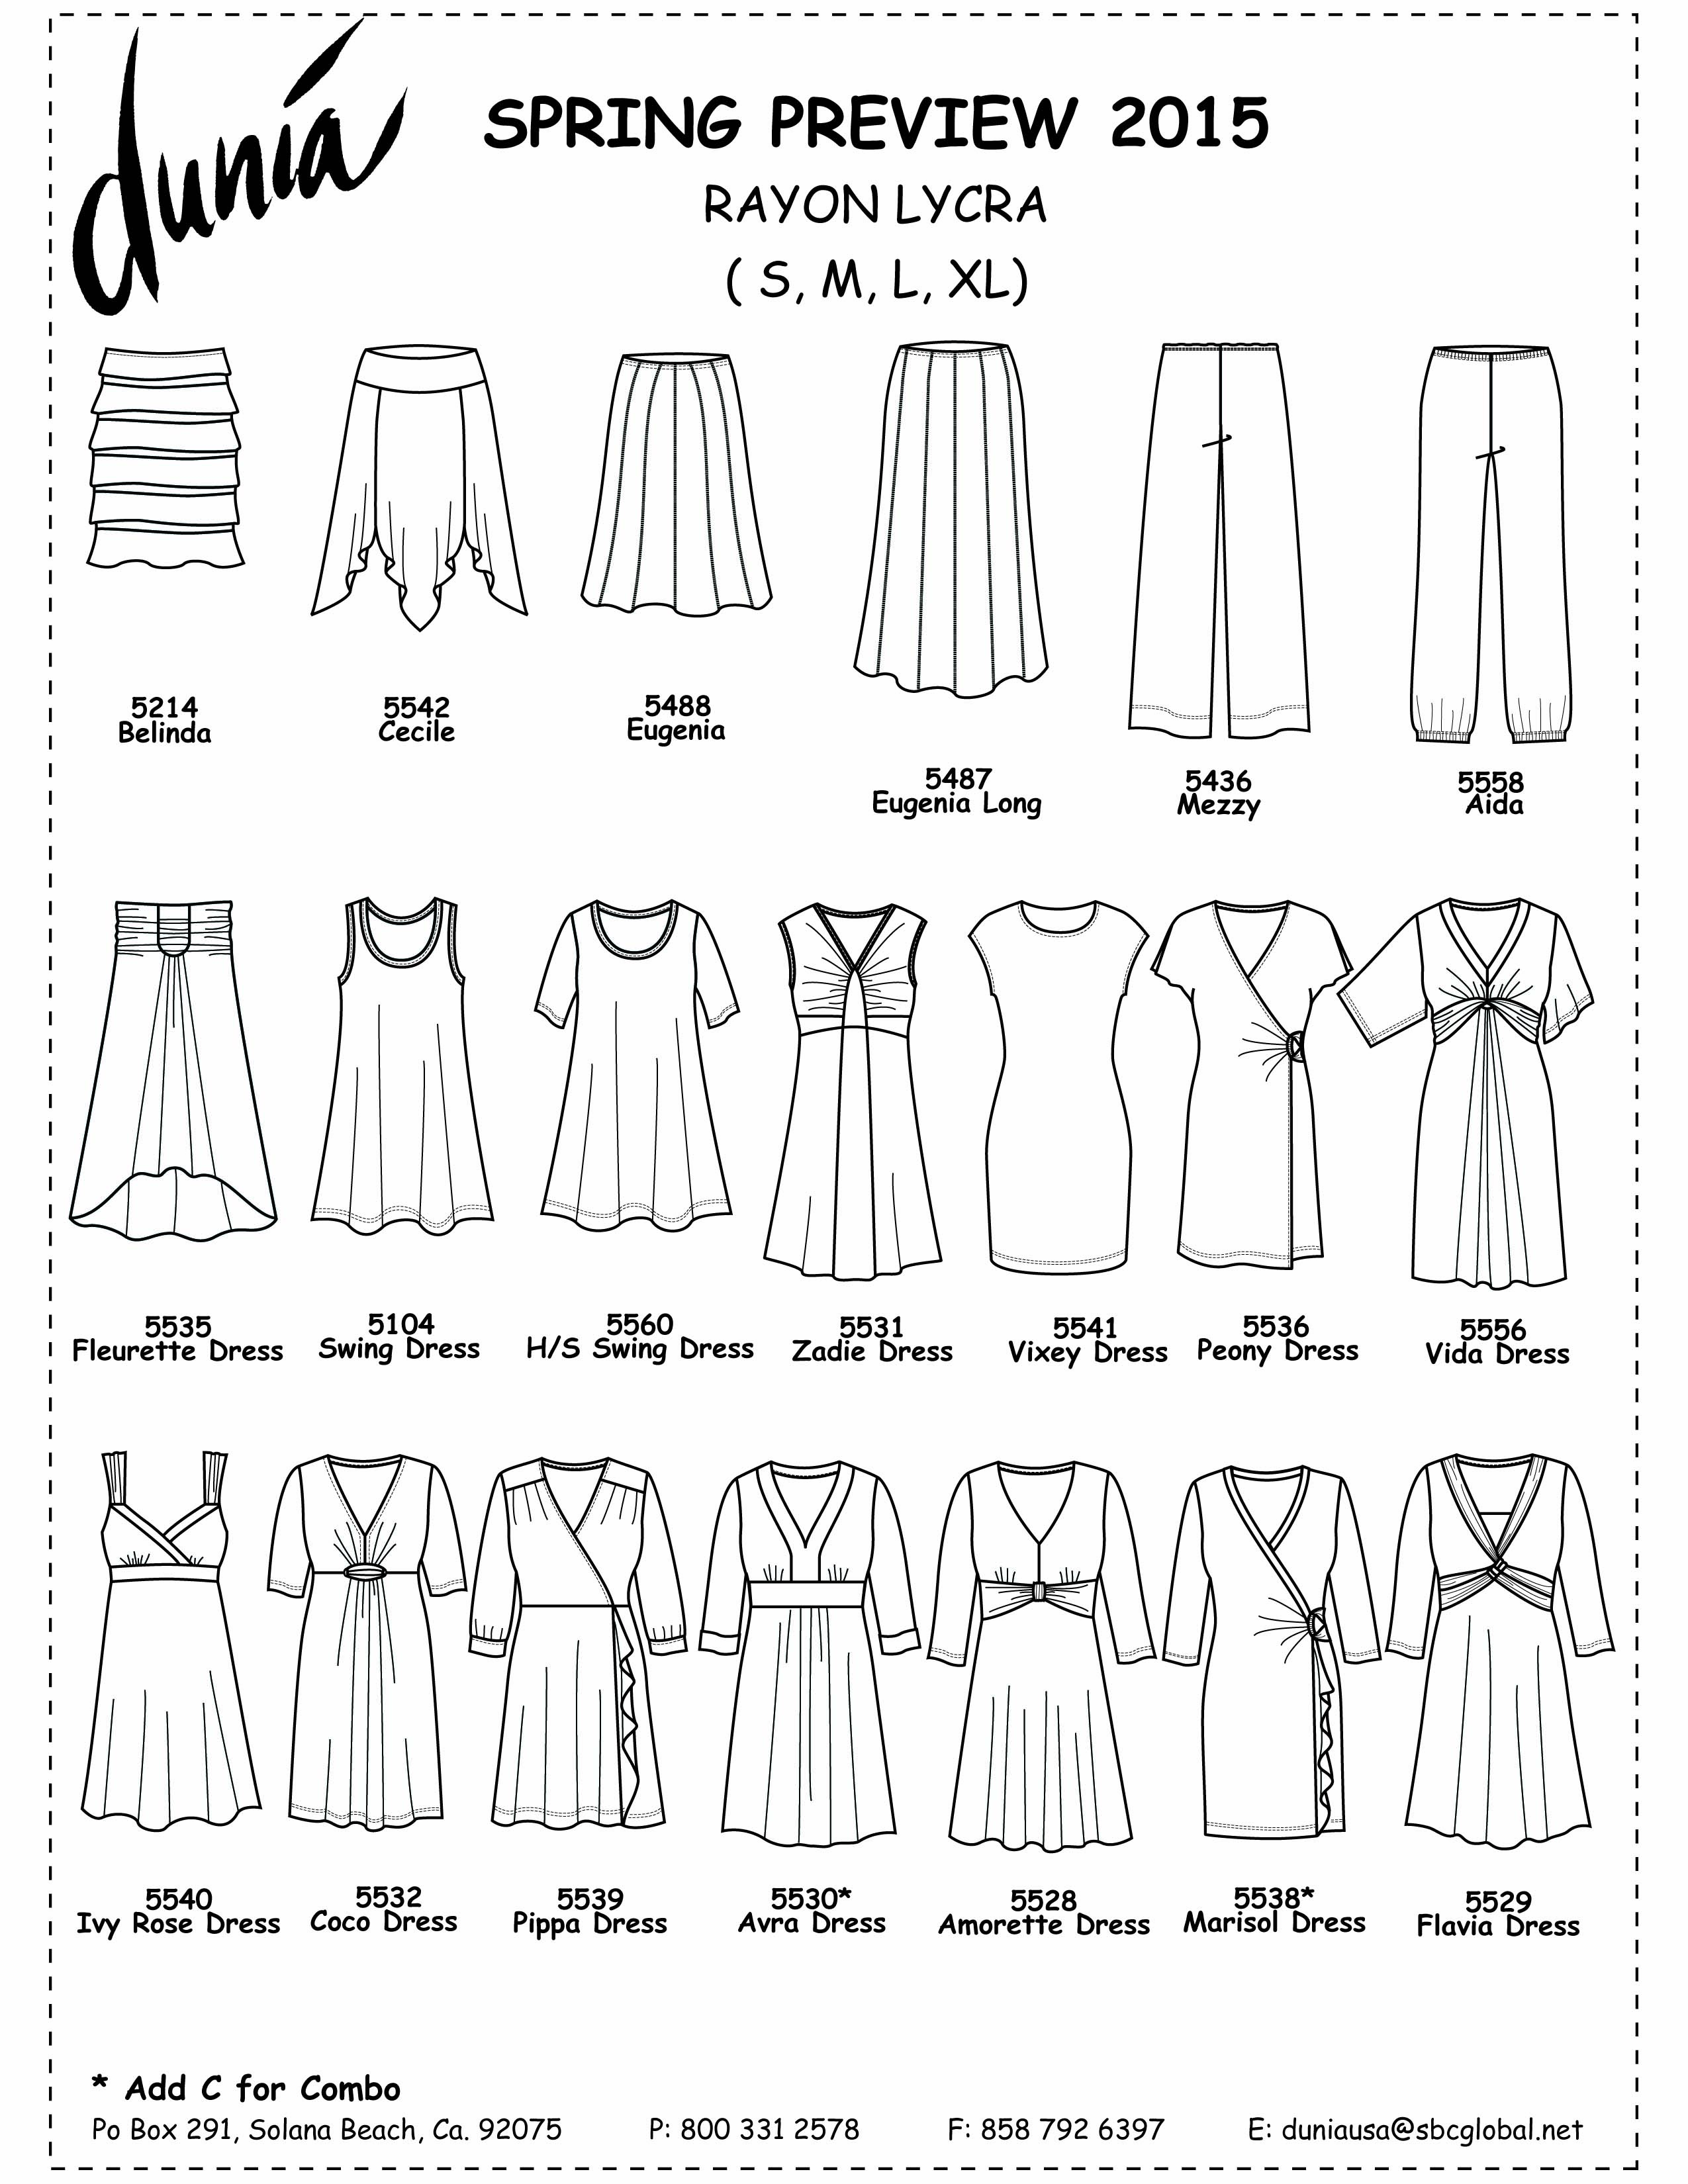 dunia
SPRING PREVIEW 2015
RAYON LYCRA
( S, M, L, XL)
5214
Belinda
5542
Cecile
5488
Eugenia
5487
Eugenia Long
5436
Mezzy
5558
Aida
5535
Fleurette Dress
5104
Swing Dress
5560
H/S Swing Dress
5531
Zadie Dress
5541
Vixey Dress
5536
Peony Dress
5556
Vida Dress
5540
Ivy Rose Dress
5532
Coco Dress
5539
Pippa Dress
5530*
Avra Dress
5528
Amorette Dress
5538*
Marisol Dress
5529
Flavia Dress
* Add C for Combo
Po Box 291, Solana Beach, Ca. 92075 P: 800 331 2578 F: 858 792 6397 E: duniausa@sbcglobal.net